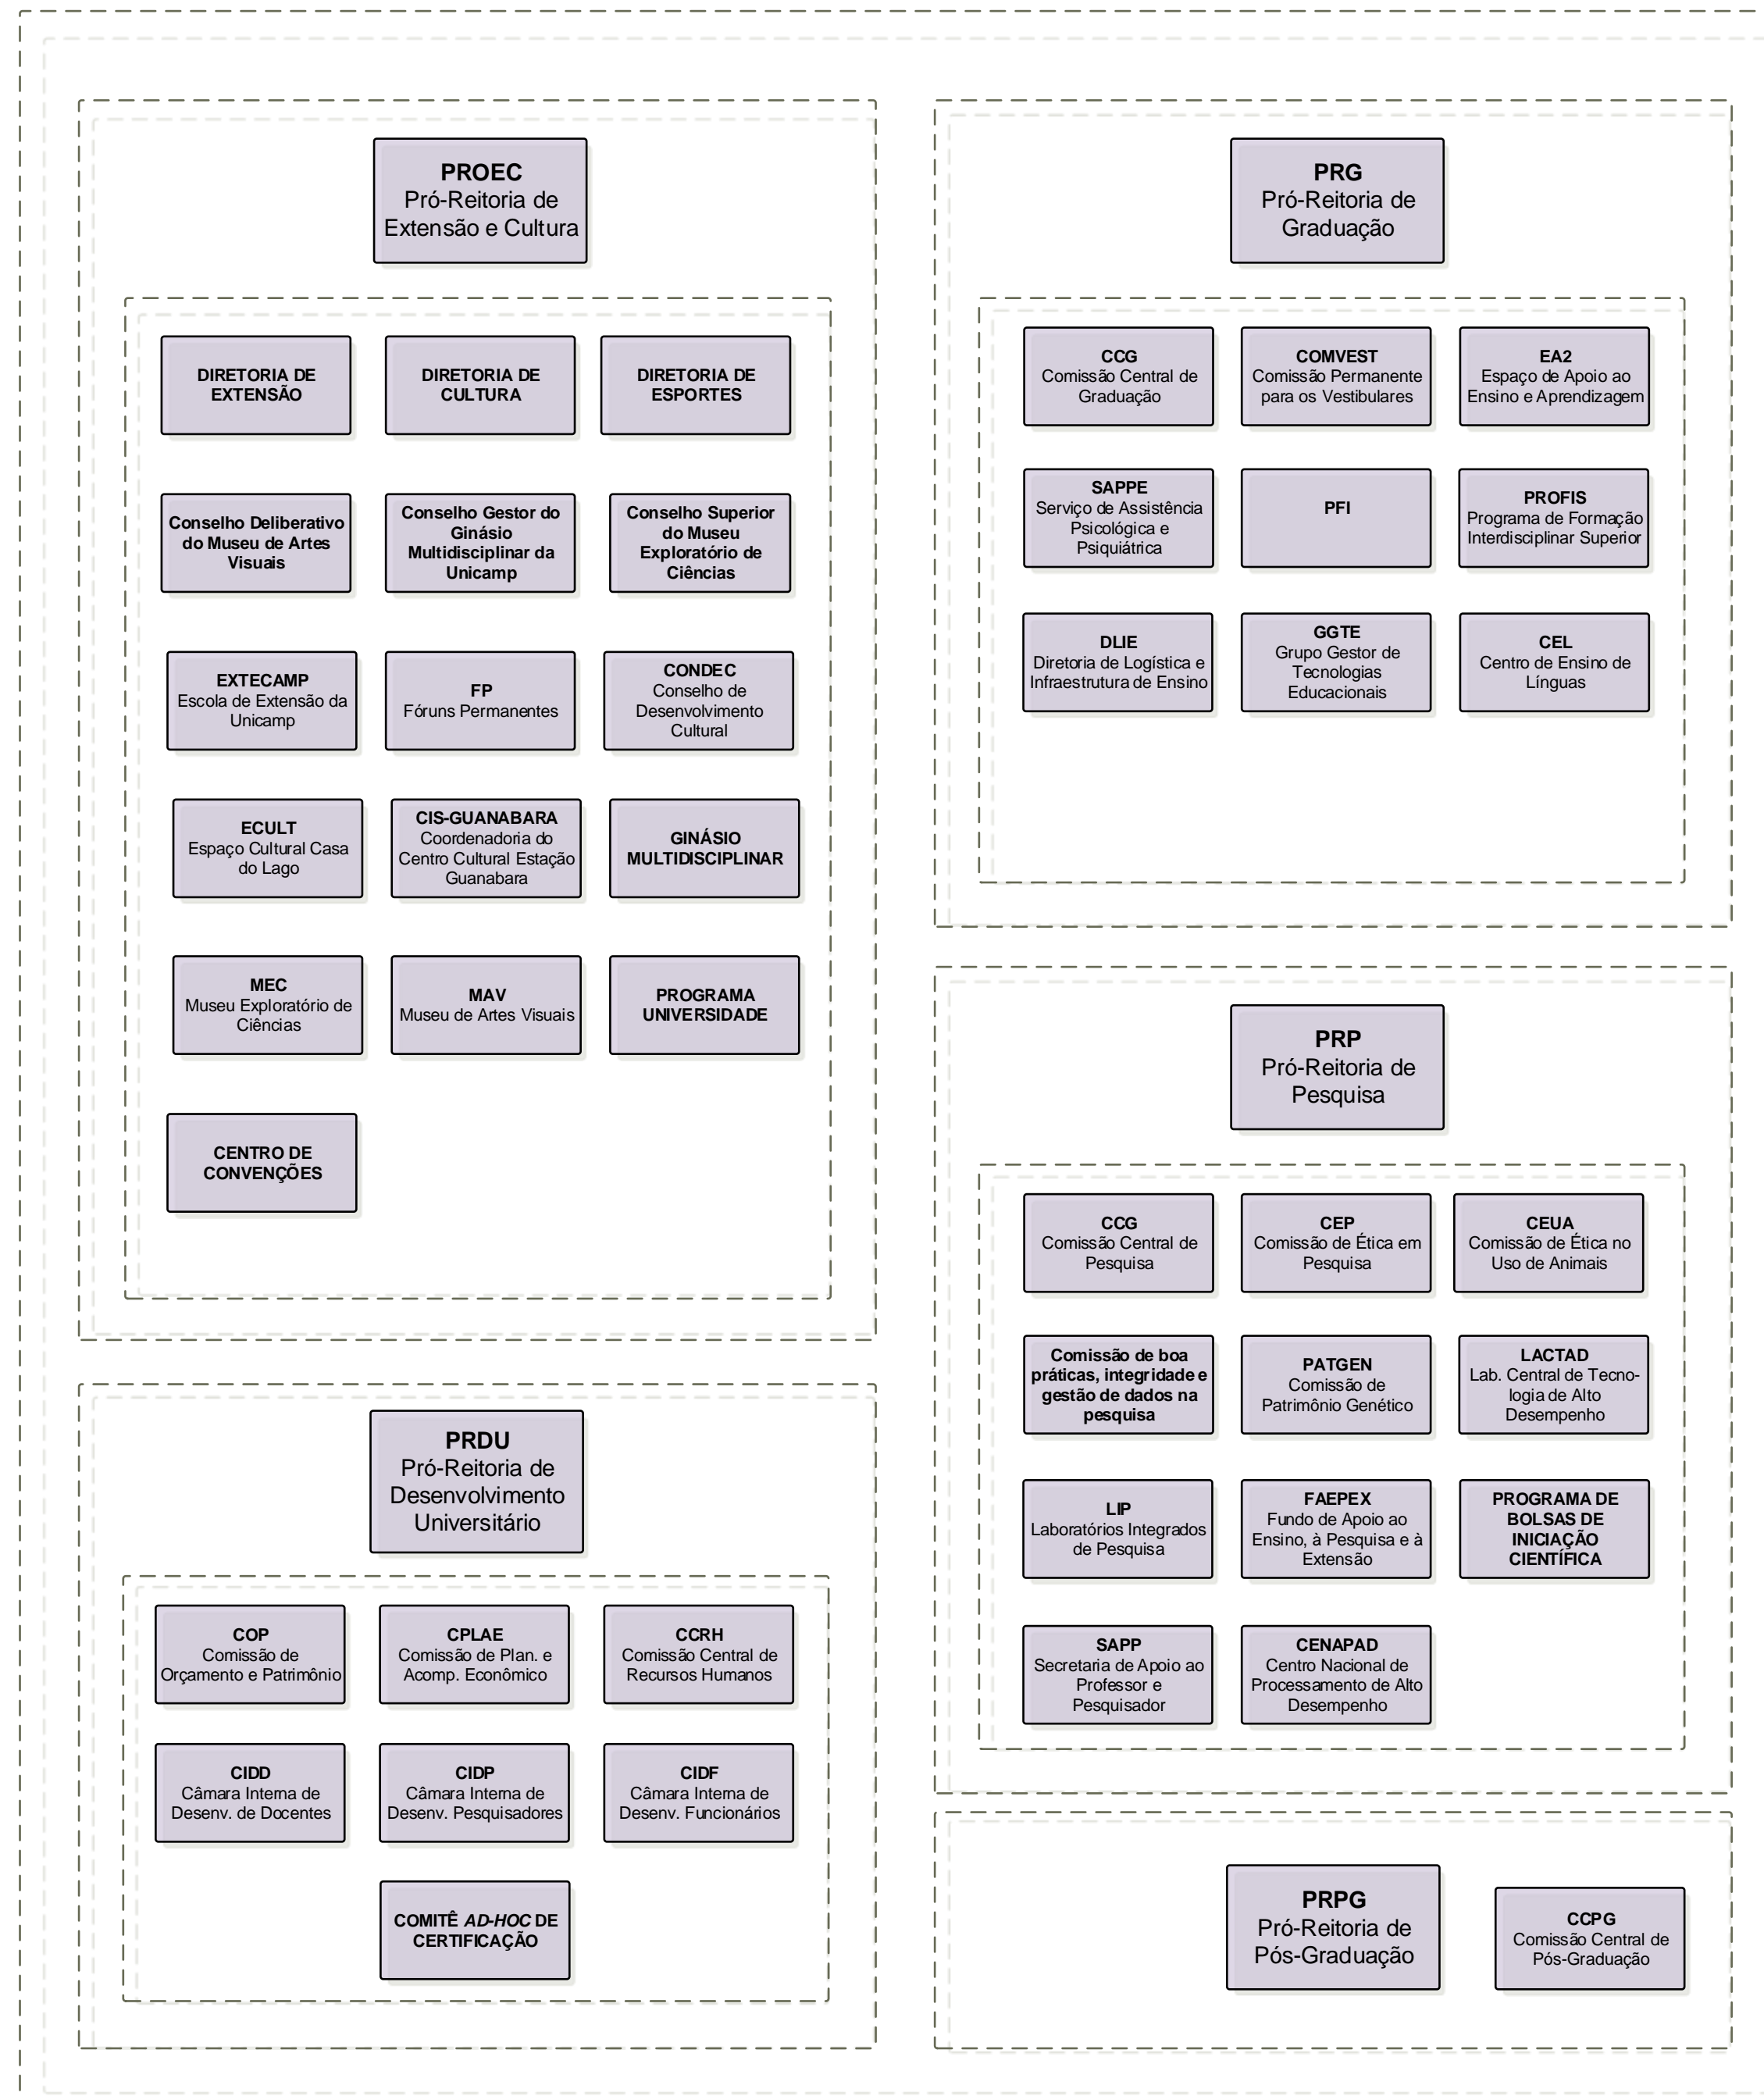 PROEC
Pró-Reitoria de
Extensão e Cultura
DIRETORIA DE
EXTENSÃO
DIRETORIA DE
CULTURA
DIRETORIA DE
ESPORTES
Conselho Deliberativo
do Museu de Artes
Visuais
Conselho Gestor do
Ginásio
Multidisciplinar da
Unicamp
Conselho Superior
do Museu
Exploratório de
Ciências
EXTECAMP
Escola de Extensão da
Unicamp
FP
Fóruns Permanentes
CONDEC
Conselho de
Desenvolvimento
Cultural
ECULT
Espaço Cultural Casa
do Lago
CIS-GUANABARA
Coordenadoria do
Centro Cultural Estação
Guanabara
GINÁSIO
MULTIDISCIPLINAR
MEC
Museu Exploratório de
Ciências
MAV
Museu de Artes Visuais
PROGRAMA
UNIVERSIDADE
CENTRO DE
CONVENÇÕES
PRDU
Pró-Reitoria de
Desenvolvimento
Universitário
COP
Comissão de
Orçamento e Patrimônio
CPLAE
Comissão de Plan. e
Acomp. Econômico
CCRH
Comissão Central de
Recursos Humanos
CIDD
Câmara Interna de
Desenv. de Docentes
CIDP
Câmara Interna de
Desenv. Pesquisadores
CIDF
Câmara Interna de
Desenv. Funcionários
COMITÊ AD-HOC DE
CERTIFICAÇÃO
PRG
Pró-Reitoria de
Graduação
CCG
Comissão Central de
Graduação
COMVEST
Comissão Permanente
para os Vestibulares
EA2
Espaço de Apoio ao
Ensino e Aprendizagem
SAPPE
Serviço de Assistência
Psicológica e
Psiquiátrica
PFI
PROFIS
Programa de Formação
Interdisciplinar Superior
DLIE
Diretoria de Logística e
Infraestrutura de Ensino
GGTE
Grupo Gestor de
Tecnologias
Educacionais
CEL
Centro de Ensino de
Línguas
PRP
Pró-Reitoria de
Pesquisa
CCG
Comissão Central de
Pesquisa
CEP
Comissão de Ética em
Pesquisa
CEUA
Comissão de Ética no
Uso de Animais
Comissão de boa
práticas, integridade e
gestão de dados na
pesquisa
PATGEN
Comissão de
Patrimônio Genético
LACTAD
Lab. Central de Tecno-
logia de Alto
Desempenho
LIP
Laboratórios Integrados
de Pesquisa
FAEPEX
Fundo de Apoio ao
Ensino, à Pesquisa e à
Extensão
PROGRAMA DE
BOLSAS DE
INICIAÇÃO
CIENTÍFICA
SAPP
Secretaria de Apoio ao
Professor e
Pesquisador
CENAPAD
Centro Nacional de
Processamento de Alto
Desempenho
PRPG
Pró-Reitoria de
Pós-Graduação
CCPG
Comissão Central de
Pós-Graduação